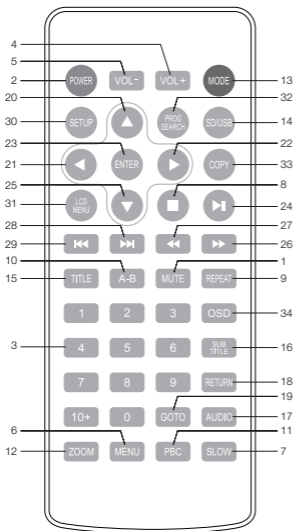 4
5
2 POWER VOL- VOL+ MODE 13
20 32
30 SETUP PROG SEARCH SD/USB 14
23 22
21 ENTER COPY 33
25 8
31 LCD MENU 24
28 27
29 26
10 1
15 TITLE A-B MUTE REPEAT 9
1 2 3 OSD 34
3 4 5 6 SUB TITLE 16
7 8 9 RETURN 18
19
10+ 0 GOTO AUDIO 17
6 11
12 ZOOM MENU PBC SLOW 7